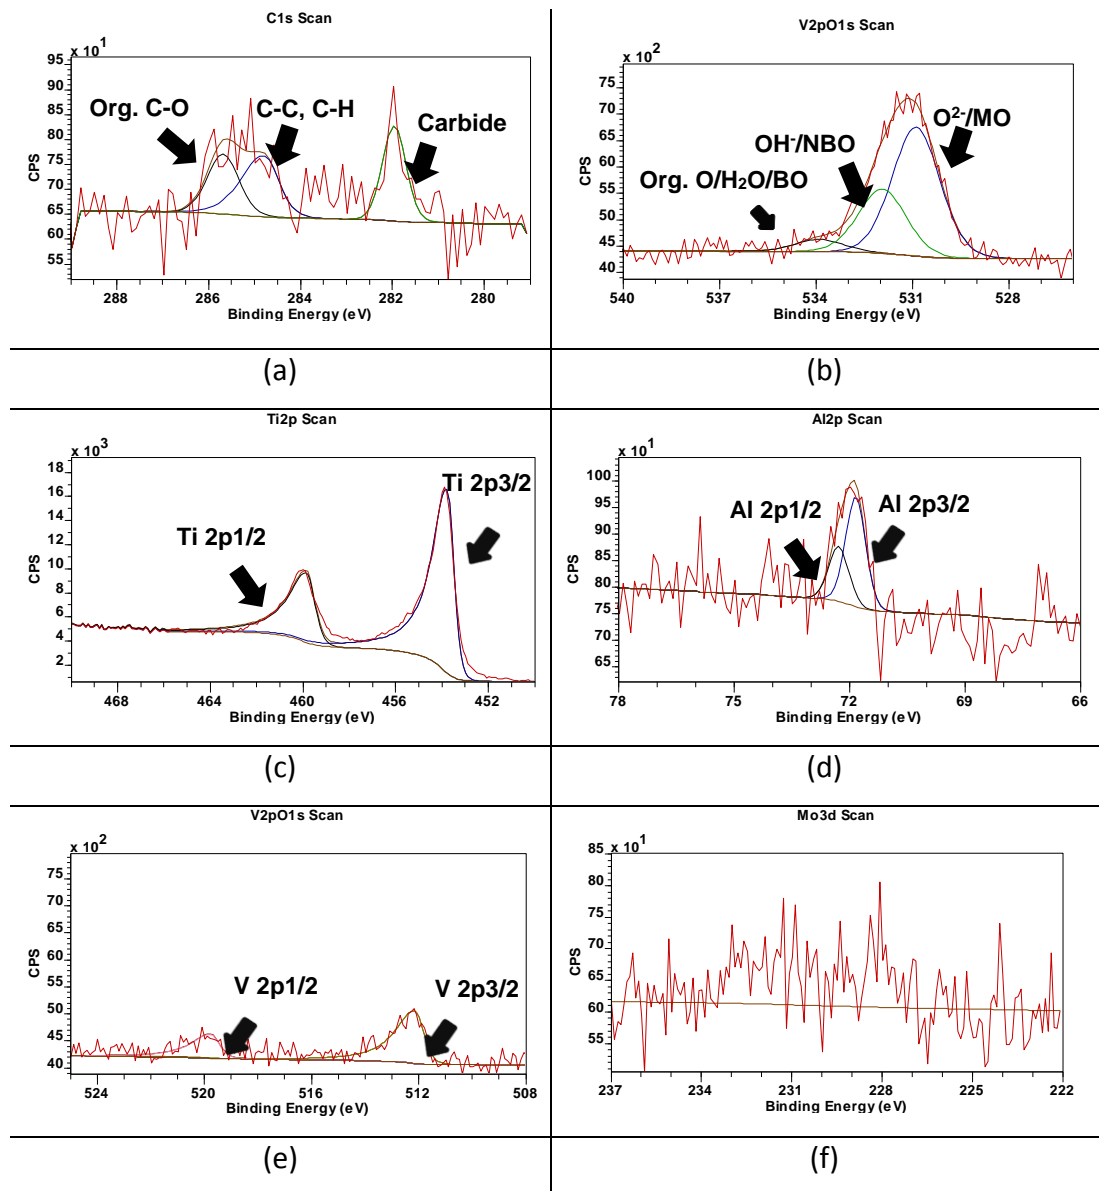 C1s Scan
x 10¹
95
90
85
80
75
70
65
60
55
CPS
Org. C-O
C-C, C-H
Carbide
288 286 284 282 280
Binding Energy (eV)
(a)
V2pO1s Scan
x 10²
75
70
65
60
55
50
45
40
CPS
Org. O/H₂O/BO
OH⁻/NBO
O²⁻/MO
540 537 534 531 528
Binding Energy (eV)
(b)
Ti2p Scan
x 10³
18
16
14
12
10
8
6
4
2
CPS
Ti 2p1/2
Ti 2p3/2
468 464 460 456 452
Binding Energy (eV)
(c)
Al2p Scan
x 10¹
100
95
90
85
80
75
70
65
CPS
Al 2p1/2
Al 2p3/2
78 75 72 69 66
Binding Energy (eV)
(d)
V2pO1s Scan
x 10²
75
70
65
60
55
50
45
40
CPS
V 2p1/2
V 2p3/2
524 520 516 512 508
Binding Energy (eV)
(e)
Mo3d Scan
x 10¹
85
80
75
70
65
60
55
CPS
237 234 231 228 225 222
Binding Energy (eV)
(f)